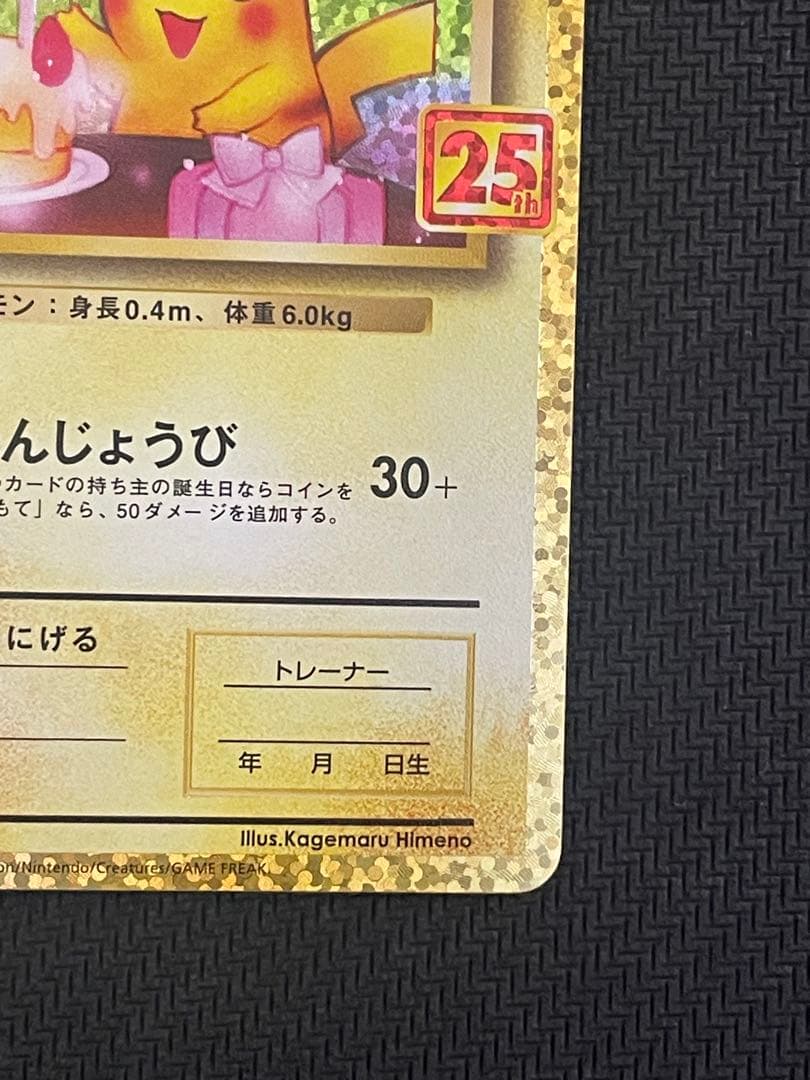 25th
モン：身長0.4m、体重6.0kg
んじょうび
カードの持ち主の誕生日ならコインを
30+
もて」なら、50ダメージを追加する。
にげる
トレーナー
年 月 日生
Illus.Kagemaru Himeno
on/Nintendo/Creatures/GAME FREAK.